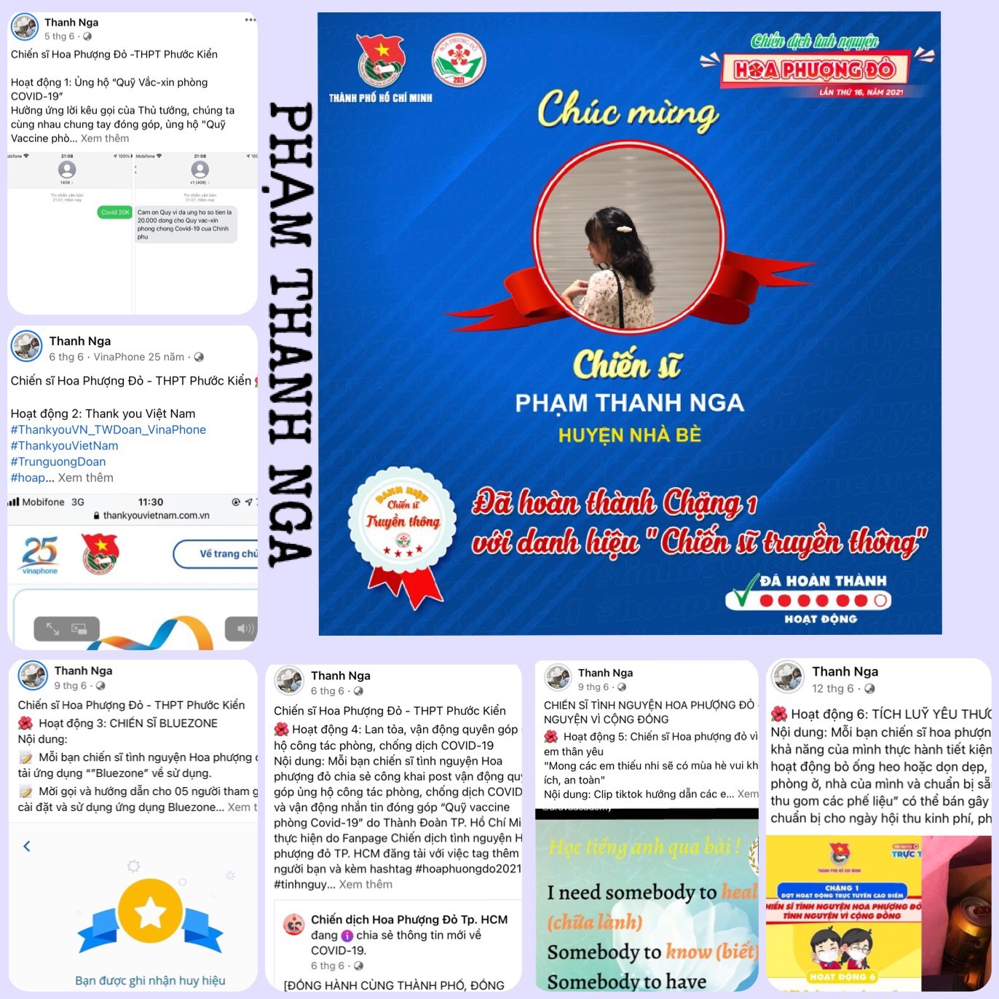 Thanh Nga
5 thg 6 ·
Chiến sĩ Hoa Phượng Đỏ -THPT Phước Kiển
Hoạt động 1: Ủng hộ “Quỹ Vắc-xin phòng
COVID-19”
Hường ứng lời kêu gọi của Thủ tướng, chúng ta
cùng nhau chung tay đóng góp, ủng hộ "Quỹ
Vaccine phò... Xem thêm
21:08
100%
1408
Tin nhắn văn bản
21:07, Hôm nay
Covid 20K
Mobifone
21:08
+1 (408)
Tin nhắn văn bản
21:07, Hôm nay
Cam on Quy vi da ung ho so tien la
20.000 dong cho Quy vac-xin
phong chong Covid-19 cua Chinh
phu
Thanh Nga
6 thg 6 · VinaPhone 25 năm ·
Chiến sĩ Hoa Phượng Đỏ - THPT Phước Kiển
Hoạt động 2: Thank you Việt Nam
#ThankyouVN_TWDoan_VinaPhone
#ThankyouVietNam
#TrunguongDoan
#hoap... Xem thêm
Mobifone 3G 11:30
thankyouvietnam.com.vn
25
vinaphone
Về trang chủ
PHẠM THANH NGA
THÀNH PHỐ HỒ CHÍ MINH
HOA PHƯỢNG ĐỎ
2021
Chiến dịch tình nguyện
HOA PHƯỢNG ĐỎ
LẦN THỨ 16, NĂM 2021
Chúc mừng
Chiến sĩ
PHẠM THANH NGA
HUYỆN NHÀ BÈ
DANH HIỆU
Chiến sĩ
Truyền thông
Đã hoàn thành Chặng 1
với danh hiệu " Chiến sĩ truyền thông"
ĐÃ HOÀN THÀNH
HOẠT ĐỘNG
Thanh Nga
9 thg 6 ·
Chiến sĩ Hoa Phượng Đỏ - THPT Phước Kiển
Hoạt động 3: CHIẾN SĨ BLUEZONE
Nội dung:
Mỗi bạn chiến sĩ tình nguyện Hoa phượng
tải ứng dụng “”Bluezone” về sử dụng.
Mời gọi và hướng dẫn cho 05 người tham g
cài đặt và sử dụng ứng dụng Bluezone... Xem t
Bạn được ghi nhận huy hiệu
Thanh Nga
6 thg 6 ·
Chiến sĩ Hoa Phượng Đỏ - THPT Phước Kiển
Hoạt động 4: Lan tỏa, vận động quyên góp
hộ công tác phòng, chống dịch COVID-19
Nội dung: Mỗi bạn chiến sĩ tình nguyện Hoa
phượng đỏ chia sẻ công khai post vận động quy
góp ủng hộ công tác phòng, chống dịch COVID
và vận động nhắn tin đóng góp “Quỹ vaccine
phòng Covid-19” do Thành Đoàn TP. Hồ Chí Mi
thực hiện do Fanpage Chiến dịch tình nguyện H
phượng đỏ TP. HCM đăng tải với việc tag thêm
người bạn và kèm hashtag #hoaphuongdo2021
#tinhnguy... Xem thêm
Chiến dịch Hoa Phượng Đỏ Tp. HCM
đang chia sẻ thông tin mới về
COVID-19.
6 thg 6 ·
[ĐỒNG HÀNH CÙNG THÀNH PHỐ, ĐỒNG
Thanh Nga
9 thg 6 ·
CHIẾN SĨ TÌNH NGUYỆN HOA PHƯỢNG ĐỎ -
NGUYỆN VÌ CỘNG ĐỒNG
Hoạt động 5: Chiến sĩ Hoa phượng đỏ vì
em thân yêu
"Mong các em thiếu nhi sẽ có mùa hè vui kh
ích, an toàn"
Nội dung: Clip tiktok hướng dẫn các e... Xem
Học tiếng anh qua bài !
I need somebody to heal
(chữa lành)
Somebody to know (biết)
Somebody to have
Thanh Nga
12 thg 6 ·
Hoạt động 6: TÍCH LUỸ YÊU THƯƠ
Nội dung: Mỗi bạn chiến sĩ hoa phượn
khả năng của mình thực hành tiết kiệm
hoạt động bỏ ống heo hoặc dọn dẹp,
phòng ở, nhà của mình và chuẩn bị sẵ
thu gom các phế liệu” có thể bán gây
chuẩn bị cho ngày hội thu kinh phí, ph
THÀNH PHỐ HỒ CHÍ MINH
TRỰC T
CHẶNG 1
ĐỢT HOẠT ĐỘNG TRỰC TUYẾN CAO ĐIỂM
HIẾN SĨ TÌNH NGUYỆN HOA PHƯỢNG ĐỎ
TÌNH NGUYỆN VÌ CỘNG ĐỒNG
HOẠT ĐỘNG 6